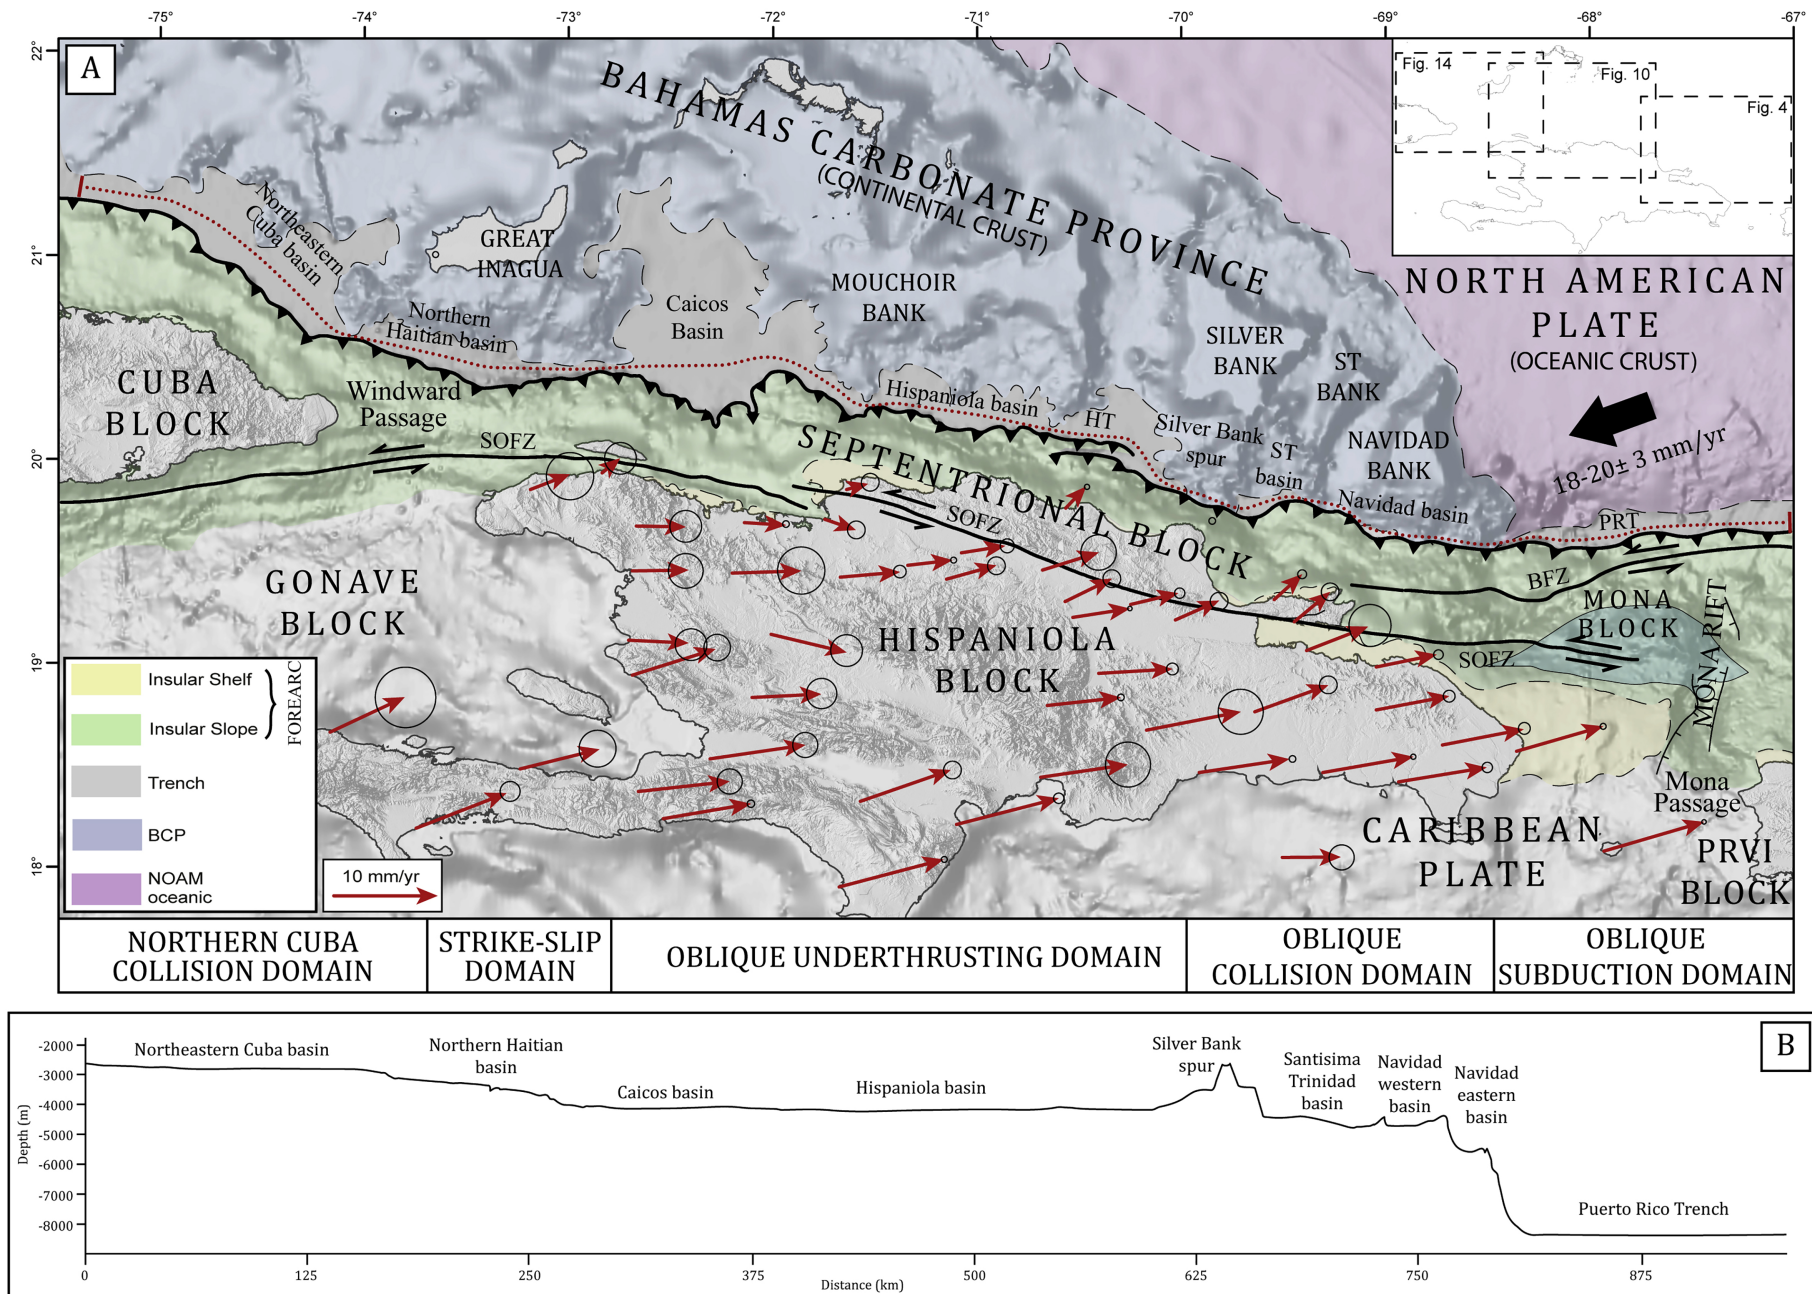 -75°
-74°
-73°
-72°
-71°
-70°
-69°
-68°
-67°
22°
21°
20°
19°
18°
A
Fig. 14
Fig. 10
Fig. 4
BAHAMAS CARBONATE PROVINCE
(CONTINENTAL CRUST)
NORTH AMERICAN
PLATE
(OCEANIC CRUST)
18-20± 3 mm/yr
Northeastern
Cuba basin
GREAT
INAGUA
Northern
Haitian basin
Caicos
Basin
MOUCHOIR
BANK
SILVER
BANK
ST
BANK
NAVIDAD
BANK
Hispaniola basin
HT
Silver Bank
spur
ST
basin
Navidad basin
PRT
CUBA
BLOCK
Windward
Passage
SOFZ
SEPTENTRIONAL BLOCK
SOFZ
BFZ
MONA
BLOCK
MONA RIFT
SOFZ
GONAVE
BLOCK
HISPANIOLA
BLOCK
Mona
Passage
CARIBBEAN
PLATE
PRVI
BLOCK
Insular Shelf
Insular Slope
FOREARC
Trench
BCP
NOAM
oceanic
10 mm/yr
NORTHERN CUBA
COLLISION DOMAIN
STRIKE-SLIP
DOMAIN
OBLIQUE UNDERTHRUSTING DOMAIN
OBLIQUE
COLLISION DOMAIN
OBLIQUE
SUBDUCTION DOMAIN
B
Depth (m)
-2000
-3000
-4000
-5000
-6000
-7000
-8000
Northeastern Cuba basin
Northern Haitian
basin
Caicos basin
Hispaniola basin
Silver Bank
spur
Santisima
Trinidad
basin
Navidad
western
basin
Navidad
eastern
basin
Puerto Rico Trench
0
125
250
375
500
625
750
875
Distance (km)